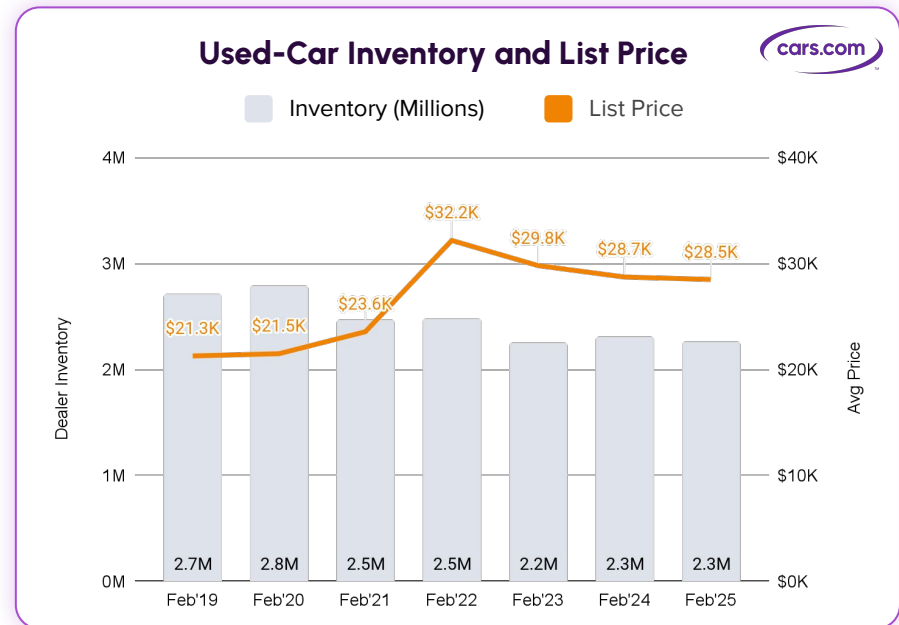 Used-Car Inventory and List Price
cars.com
Inventory (Millions) List Price
4M $40K
3M $30K
2M $20K
1M $10K
0M $0K
Dealer Inventory
Avg Price
$21.3K $21.5K $23.6K $32.2K $29.8K $28.7K $28.5K
2.7M 2.8M 2.5M 2.5M 2.2M 2.3M 2.3M
Feb'19 Feb'20 Feb'21 Feb'22 Feb'23 Feb'24 Feb'25